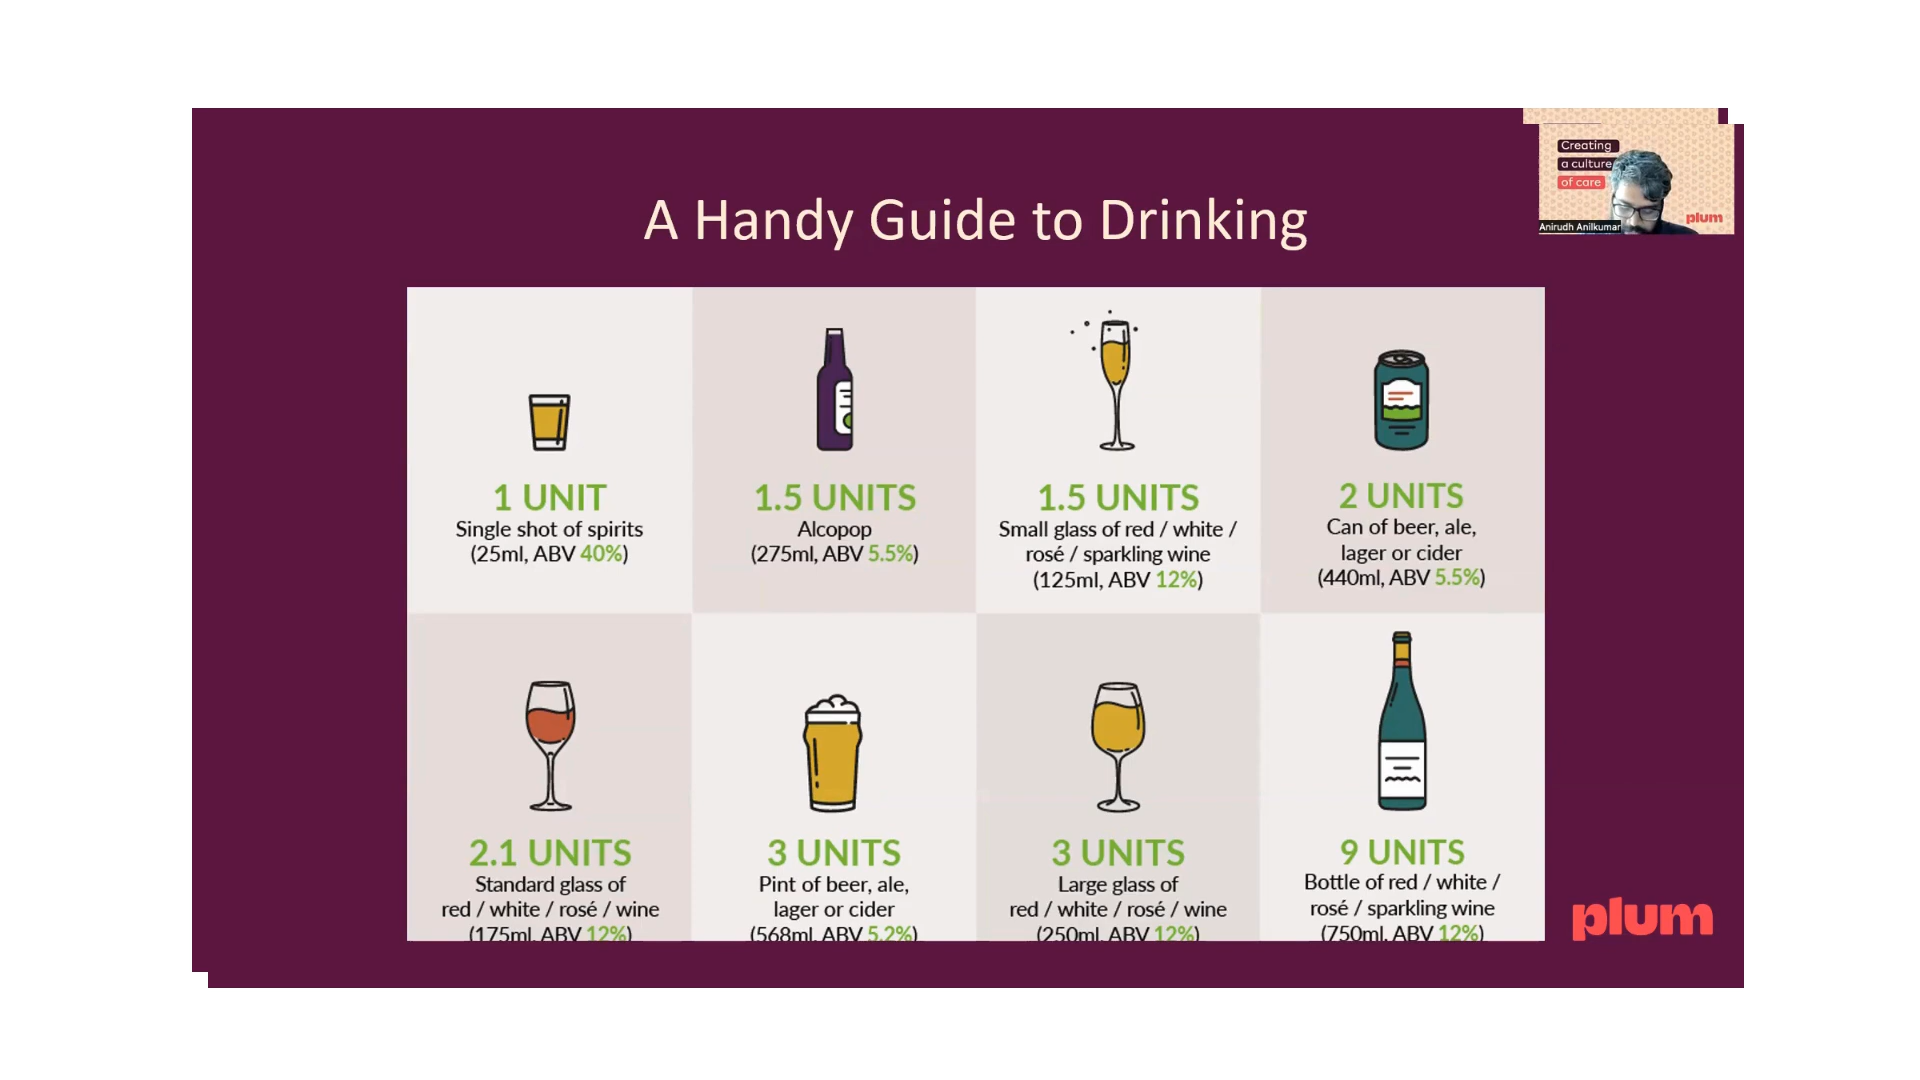 Creating
a culture
of care
plum
Anirudh Anilkumar
A Handy Guide to Drinking
1 UNIT
Single shot of spirits
(25ml, ABV 40%)
1.5 UNITS
Alcopop
(275ml, ABV 5.5%)
1.5 UNITS
Small glass of red / white /
rosé / sparkling wine
(125ml, ABV 12%)
2 UNITS
Can of beer, ale,
lager or cider
(440ml, ABV 5.5%)
2.1 UNITS
Standard glass of
red / white / rosé / wine
(175ml, ABV 12%)
3 UNITS
Pint of beer, ale,
lager or cider
(568ml, ABV 5.2%)
3 UNITS
Large glass of
red / white / rosé / wine
(250ml, ABV 12%)
9 UNITS
Bottle of red / white /
rosé / sparkling wine
(750ml, ABV 12%)
plum